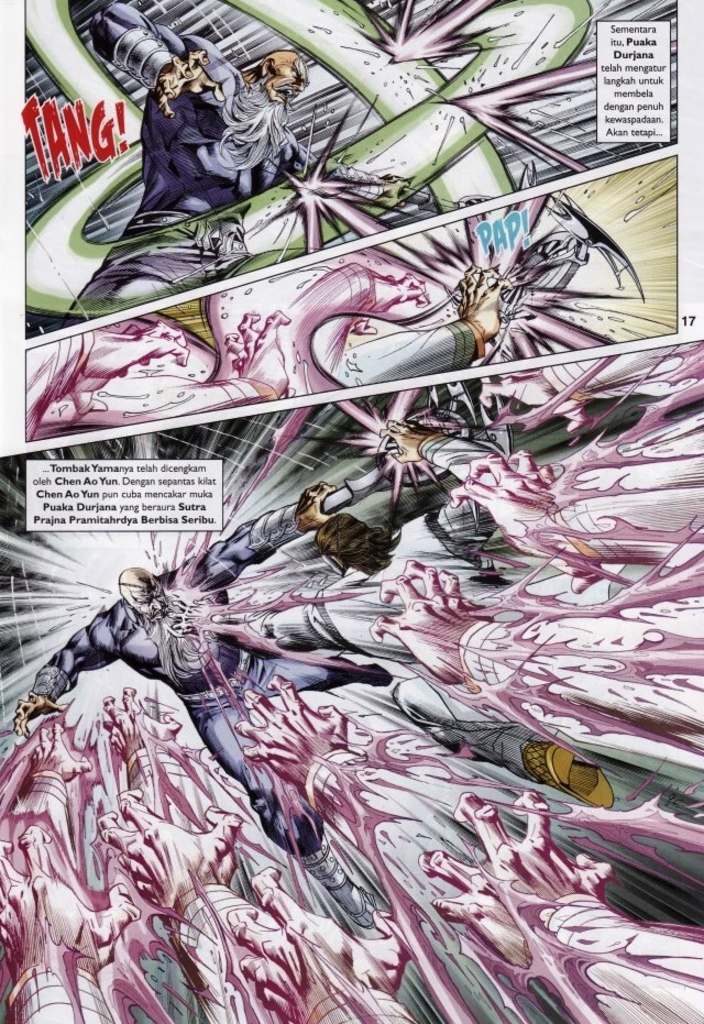 Sementara
itu, Puaka
Durjana
telah mengatur
langkah untuk
membela
dengan penuh
kewaspadaan.
Akan tetapi...
TANG!
PAP!
17
...Tombak Yamanya telah dicengkam
oleh Chen Ao Yun. Dengan sepantas kilat
Chen Ao Yun pun cuba mencakar muka
Puaka Durjana yang beraura Sutra
Prajna Pramitahrdya Berbisa Seribu.